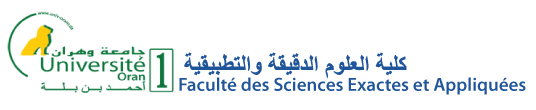 www.univ-oran.dz
جامعة وهران
Université
Oran 1
أحمد بن بلة
كلية العلوم الدقيقة والتطبيقية
Faculté des Sciences Exactes et Appliquées